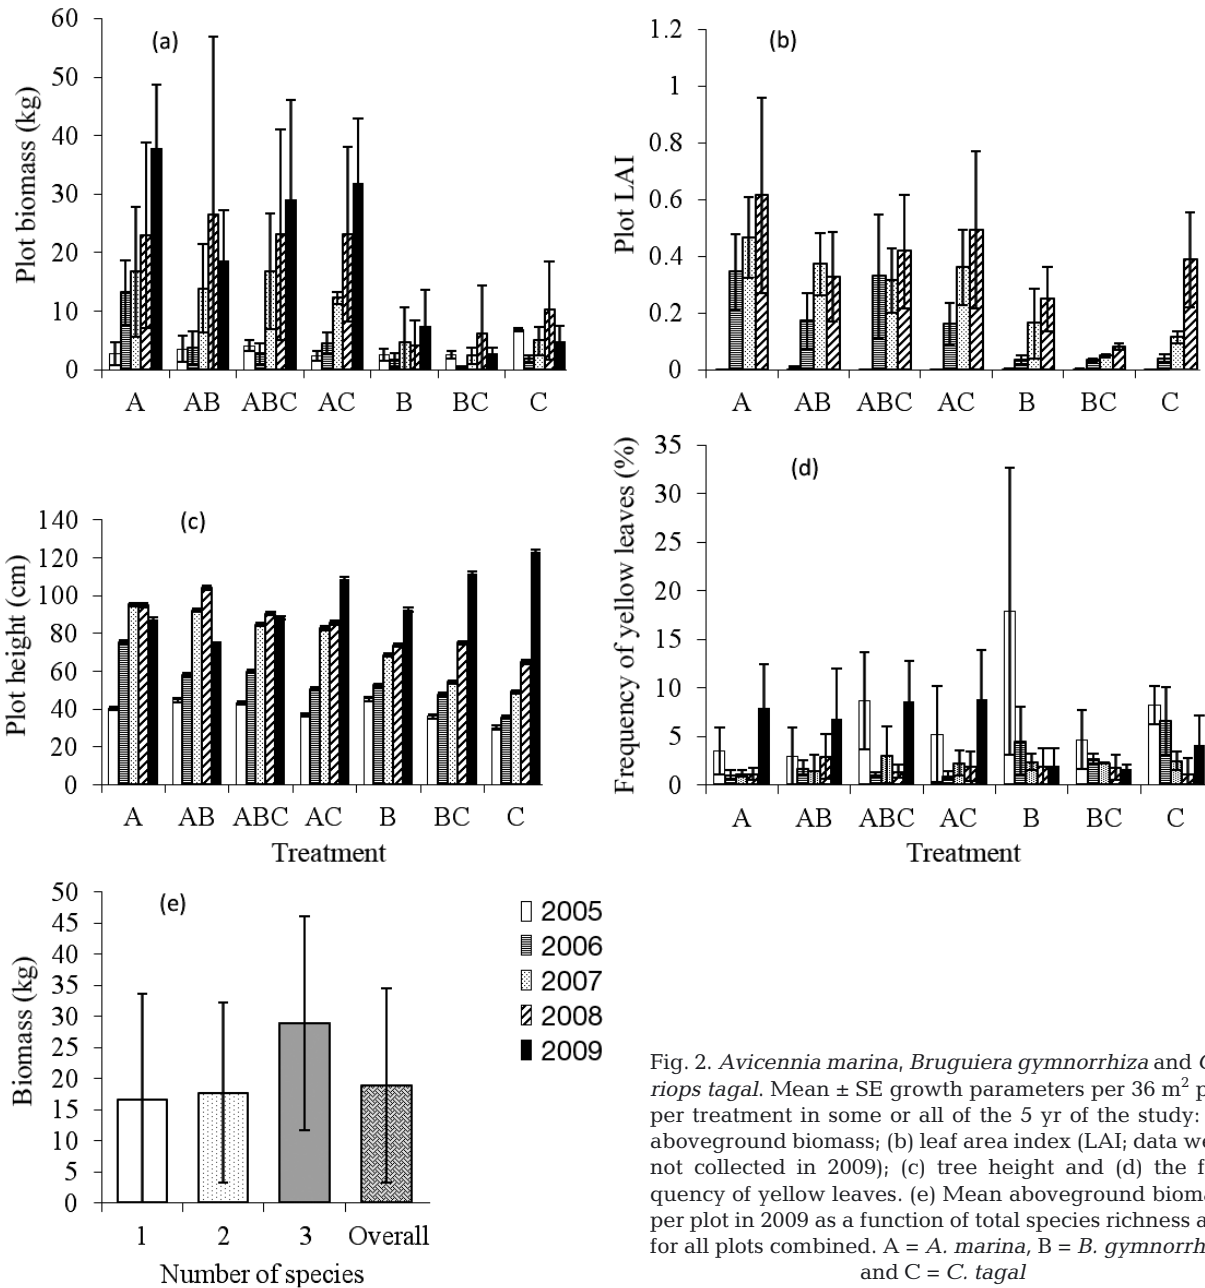 (a)
Plot biomass (kg)
60
50
40
30
20
10
0
A AB ABC AC B BC C
(b)
Plot LAI
1.2
1
0.8
0.6
0.4
0.2
0
A AB ABC AC B BC C
(c)
Plot height (cm)
140
120
100
80
60
40
20
0
A AB ABC AC B BC C
Treatment
(d)
Frequency of yellow leaves (%)
35
30
25
20
15
10
5
0
A AB ABC AC B BC C
Treatment
(e)
Biomass (kg)
50
45
40
35
30
25
20
15
10
5
0
1 2 3 Overall
Number of species
2005
2006
2007
2008
2009
Fig. 2. Avicennia marina, Bruguiera gymnorrhiza and
riops tagal. Mean ± SE growth parameters per 36 m² p
per treatment in some or all of the 5 yr of the study:
aboveground biomass; (b) leaf area index (LAI; data we
not collected in 2009); (c) tree height and (d) the f
quency of yellow leaves. (e) Mean aboveground bioma
per plot in 2009 as a function of total species richness a
for all plots combined. A = A. marina, B = B. gymnorrh
and C = C. tagal